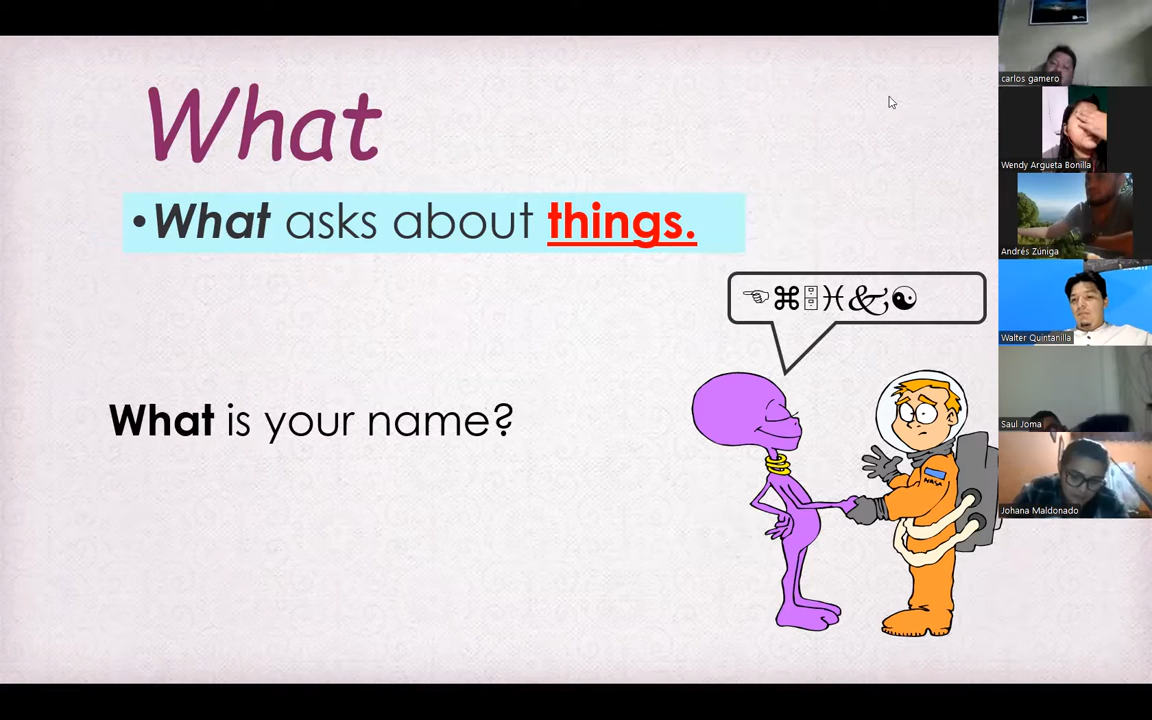 What
•What asks about things.
☜⌘🗄♓🙰☯
What is your name?
NASA
carlos gamero
Wendy Argueta Bonilla
Andrés Zúniga
Walter Quintanilla
Saul Joma
Johana Maldonado